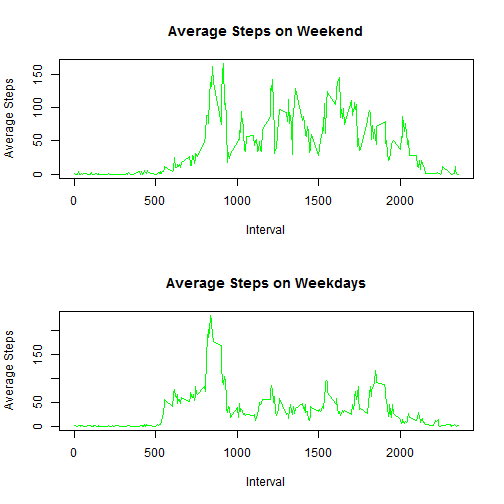 Average Steps on Weekend
Average Steps
150
100
50
0
0 500 1000 1500 2000
Interval
Average Steps on Weekdays
Average Steps
150
50
0
0 500 1000 1500 2000
Interval